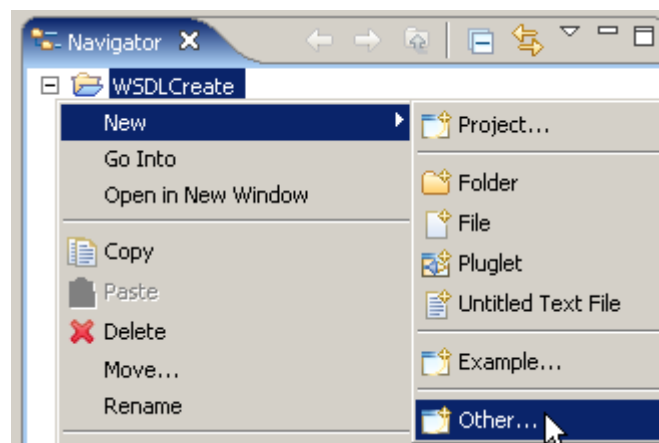 Navigator
WSDLCreate
New
Go Into
Open in New Window
Copy
Paste
Delete
Move...
Rename
Project...
Folder
File
Pluglet
Untitled Text File
Example...
Other...